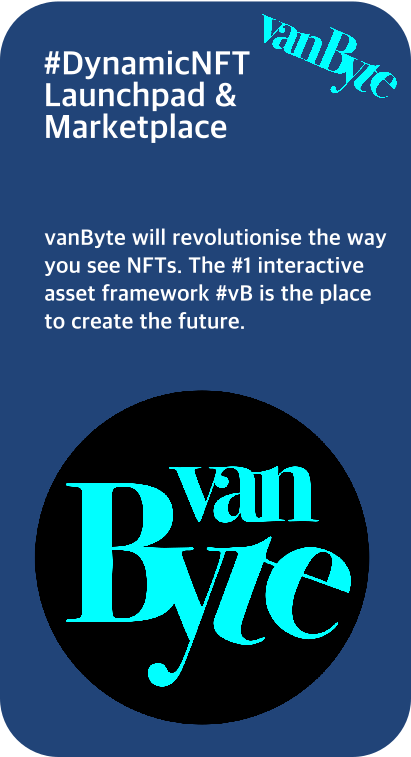 #DynamicNFT
Launchpad &
Marketplace
vanByte
vanByte will revolutionise the way
you see NFTs. The #1 interactive
asset framework #vB is the place
to create the future.
van
Byte